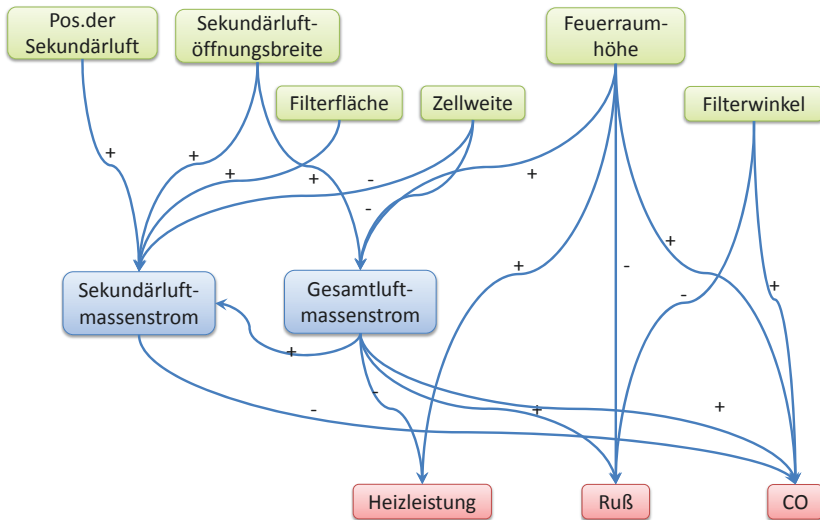 Pos.der
Sekundärluft
Sekundärluft-
öffnungsbreite
Feuerraum-
höhe
Filterfläche
Zellweite
Filterwinkel
+
+
+
+
-
-
+
+
+
-
-
+
Sekundärluft-
massenstrom
Gesamtluft-
massenstrom
+
-
-
+
+
Heizleistung
Ruß
CO